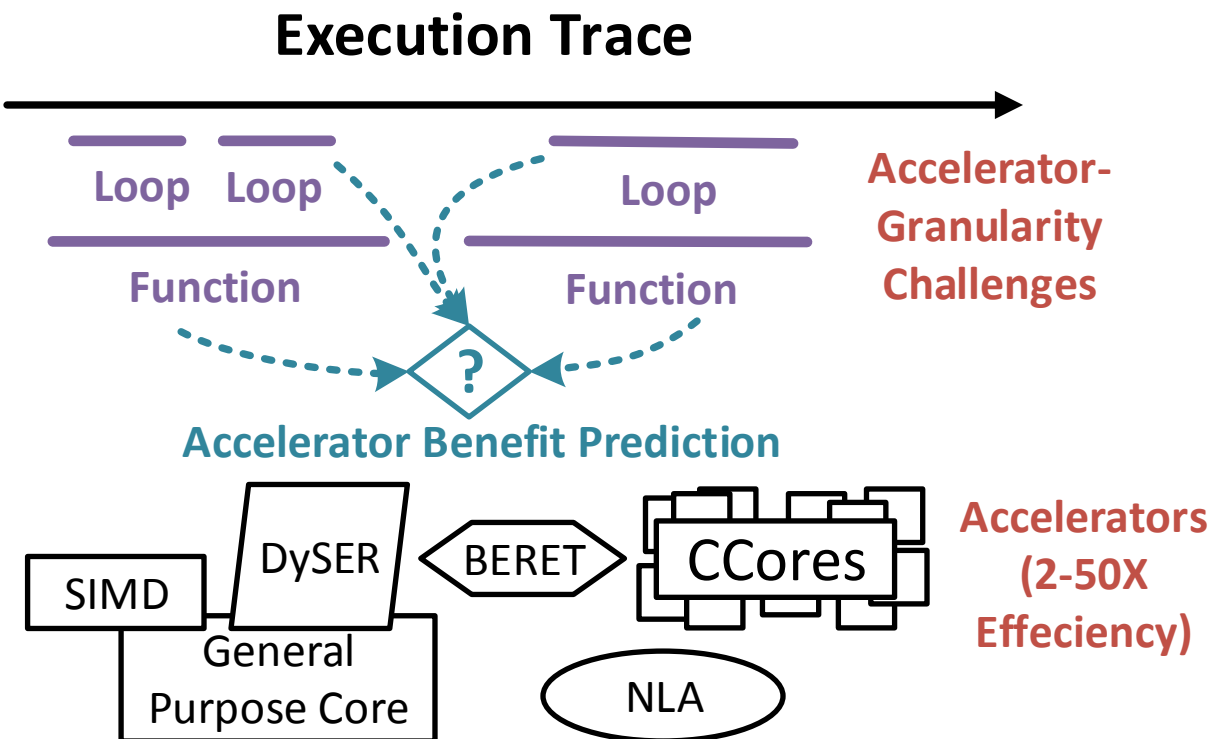 Execution Trace
Loop Loop Loop
Accelerator-
Granularity
Challenges
Function Function
?
Accelerator Benefit Prediction
SIMD DySER BERET CCores
Accelerators
(2-50X
Effeciency)
General
Purpose Core
NLA